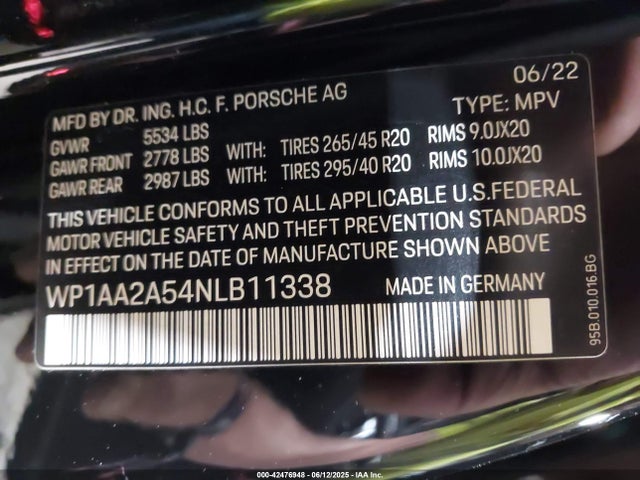 MFD BY DR. ING. H.C. F. PORSCHE AG 06/22
GVWR 5534 LBS TYPE: MPV
GAWR FRONT 2778 LBS WITH: TIRES 265/45 R20 RIMS 9.0JX20
GAWR REAR 2987 LBS WITH: TIRES 295/40 R20 RIMS 10.0JX20
THIS VEHICLE CONFORMS TO ALL APPLICABLE U.S.FEDERAL
MOTOR VEHICLE SAFETY AND THEFT PREVENTION STANDARDS
IN EFFECT ON THE DATE OF MANUFACTURE SHOWN ABOVE
WP1AA2A54NLB11338 MADE IN GERMANY
95B.010.016.BG
000-42476948 - 06/12/2025 - IAA Inc.